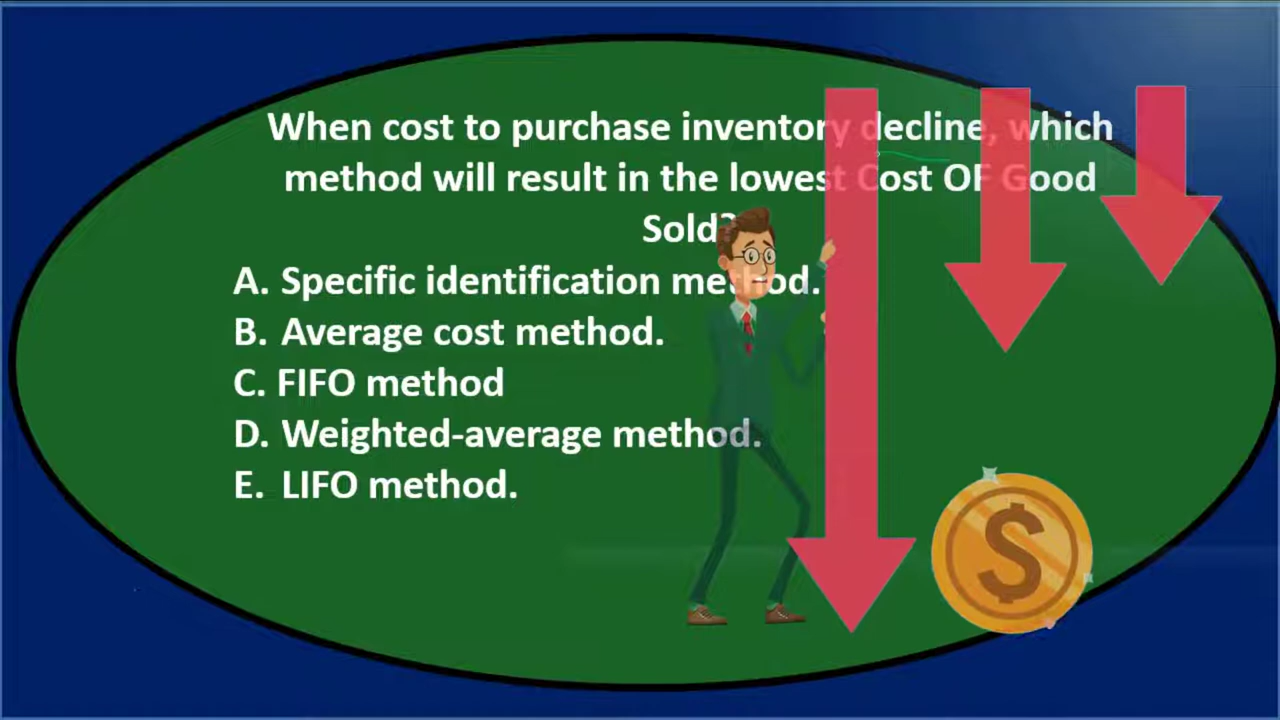 When cost to purchase inventory decline, which
method will result in the lowest Cost OF Good
Sold?
A. Specific identification method.
B. Average cost method.
C. FIFO method
D. Weighted-average method.
E. LIFO method.
$